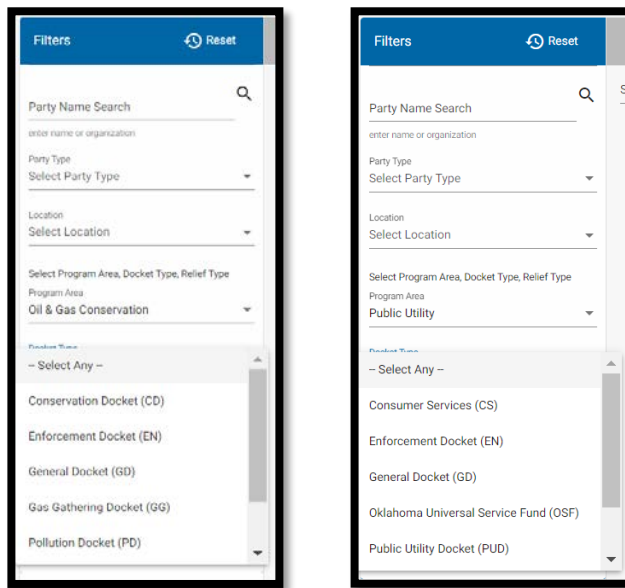 Filters
Reset
Party Name Search
enter name or organization
Party Type
Select Party Type
Location
Select Location
Select Program Area, Docket Type, Relief Type
Program Area
Oil & Gas Conservation
Docket Type
-- Select Any --
Conservation Docket (CD)
Enforcement Docket (EN)
General Docket (GD)
Gas Gathering Docket (GG)
Pollution Docket (PD)
Filters
Reset
Party Name Search
enter name or organization
Party Type
Select Party Type
Location
Select Location
Select Program Area, Docket Type, Relief Type
Program Area
Public Utility
Docket Type
-- Select Any --
Consumer Services (CS)
Enforcement Docket (EN)
General Docket (GD)
Oklahoma Universal Service Fund (OSF)
Public Utility Docket (PUD)